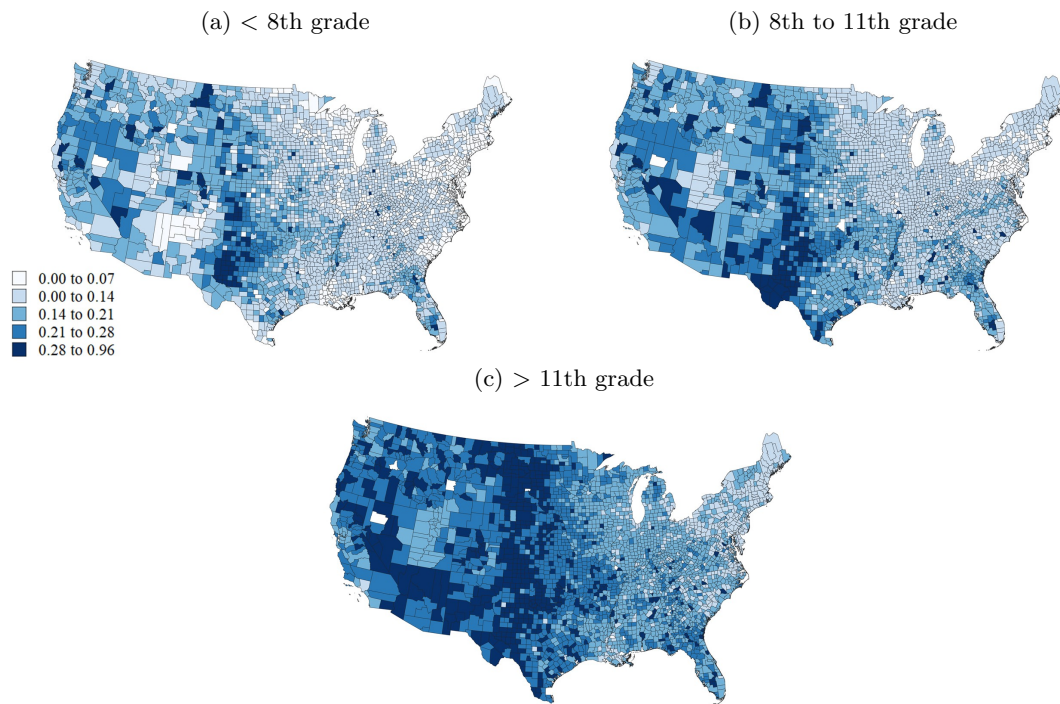 (a) < 8th grade
(b) 8th to 11th grade
0.00 to 0.07
0.00 to 0.14
0.14 to 0.21
0.21 to 0.28
0.28 to 0.96
(c) > 11th grade